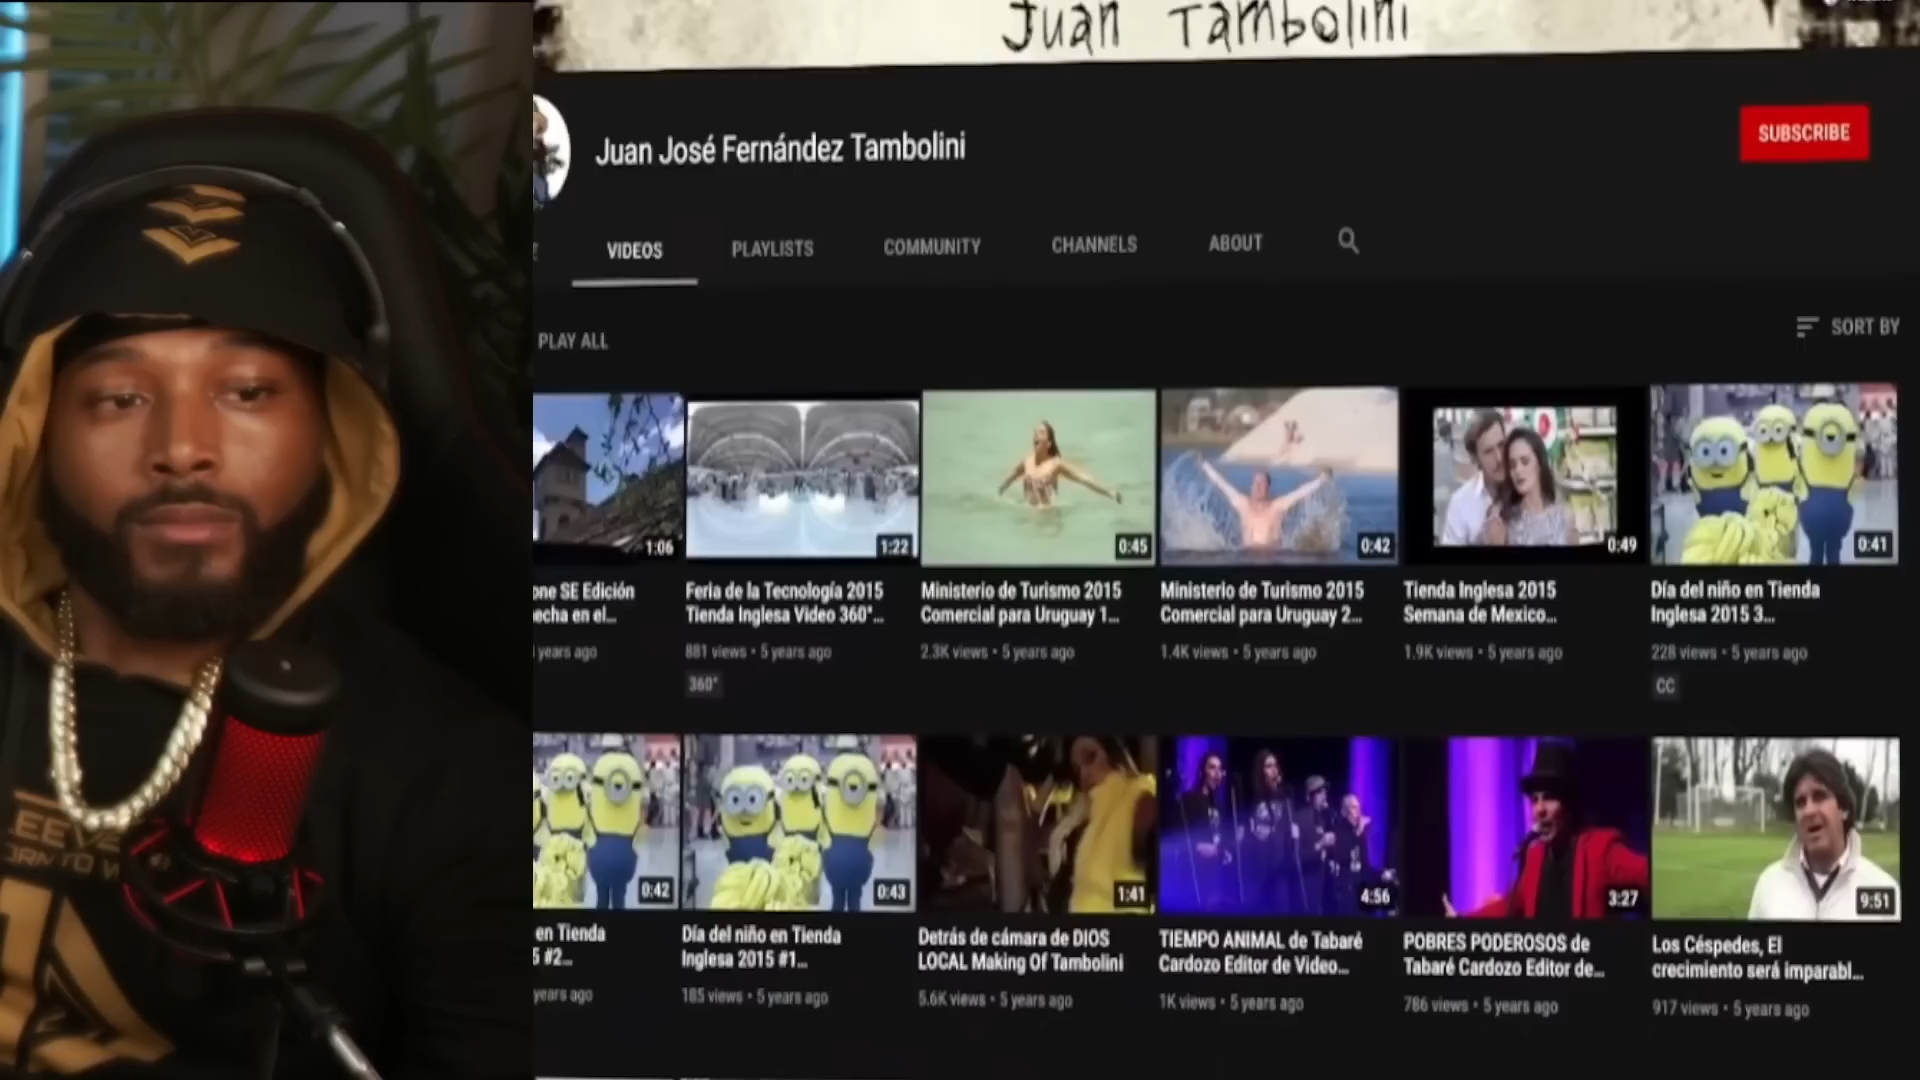 Juan Tambolini
Juan José Fernández Tambolini
SUBSCRIBE
VIDEOS
PLAYLISTS
COMMUNITY
CHANNELS
ABOUT
PLAY ALL
SORT BY
1:06
1:22
0:45
0:42
0:49
0:41
one SE Edición
echa en el...
years ago
Feria de la Tecnología 2015
Tienda Inglesa Video 360°...
881 views • 5 years ago
360°
Ministerio de Turismo 2015
Comercial para Uruguay 1...
2.3K views • 5 years ago
Ministerio de Turismo 2015
Comercial para Uruguay 2...
1.4K views • 5 years ago
Tienda Inglesa 2015
Semana de Mexico...
1.9K views • 5 years ago
Día del niño en Tienda
Inglesa 2015 3...
228 views • 5 years ago
CC
0:42
0:43
1:41
4:56
3:27
9:51
en Tienda
5 #2...
years ago
Día del niño en Tienda
Inglesa 2015 #1...
185 views • 5 years ago
Detrás de cámara de DIOS
LOCAL Making Of Tambolini
5.6K views • 5 years ago
TIEMPO ANIMAL de Tabaré
Cardozo Editor de Video...
1K views • 5 years ago
POBRES PODEROSOS de
Tabaré Cardozo Editor de...
786 views • 5 years ago
Los Céspedes, El
crecimiento será imparabl...
917 views • 5 years ago